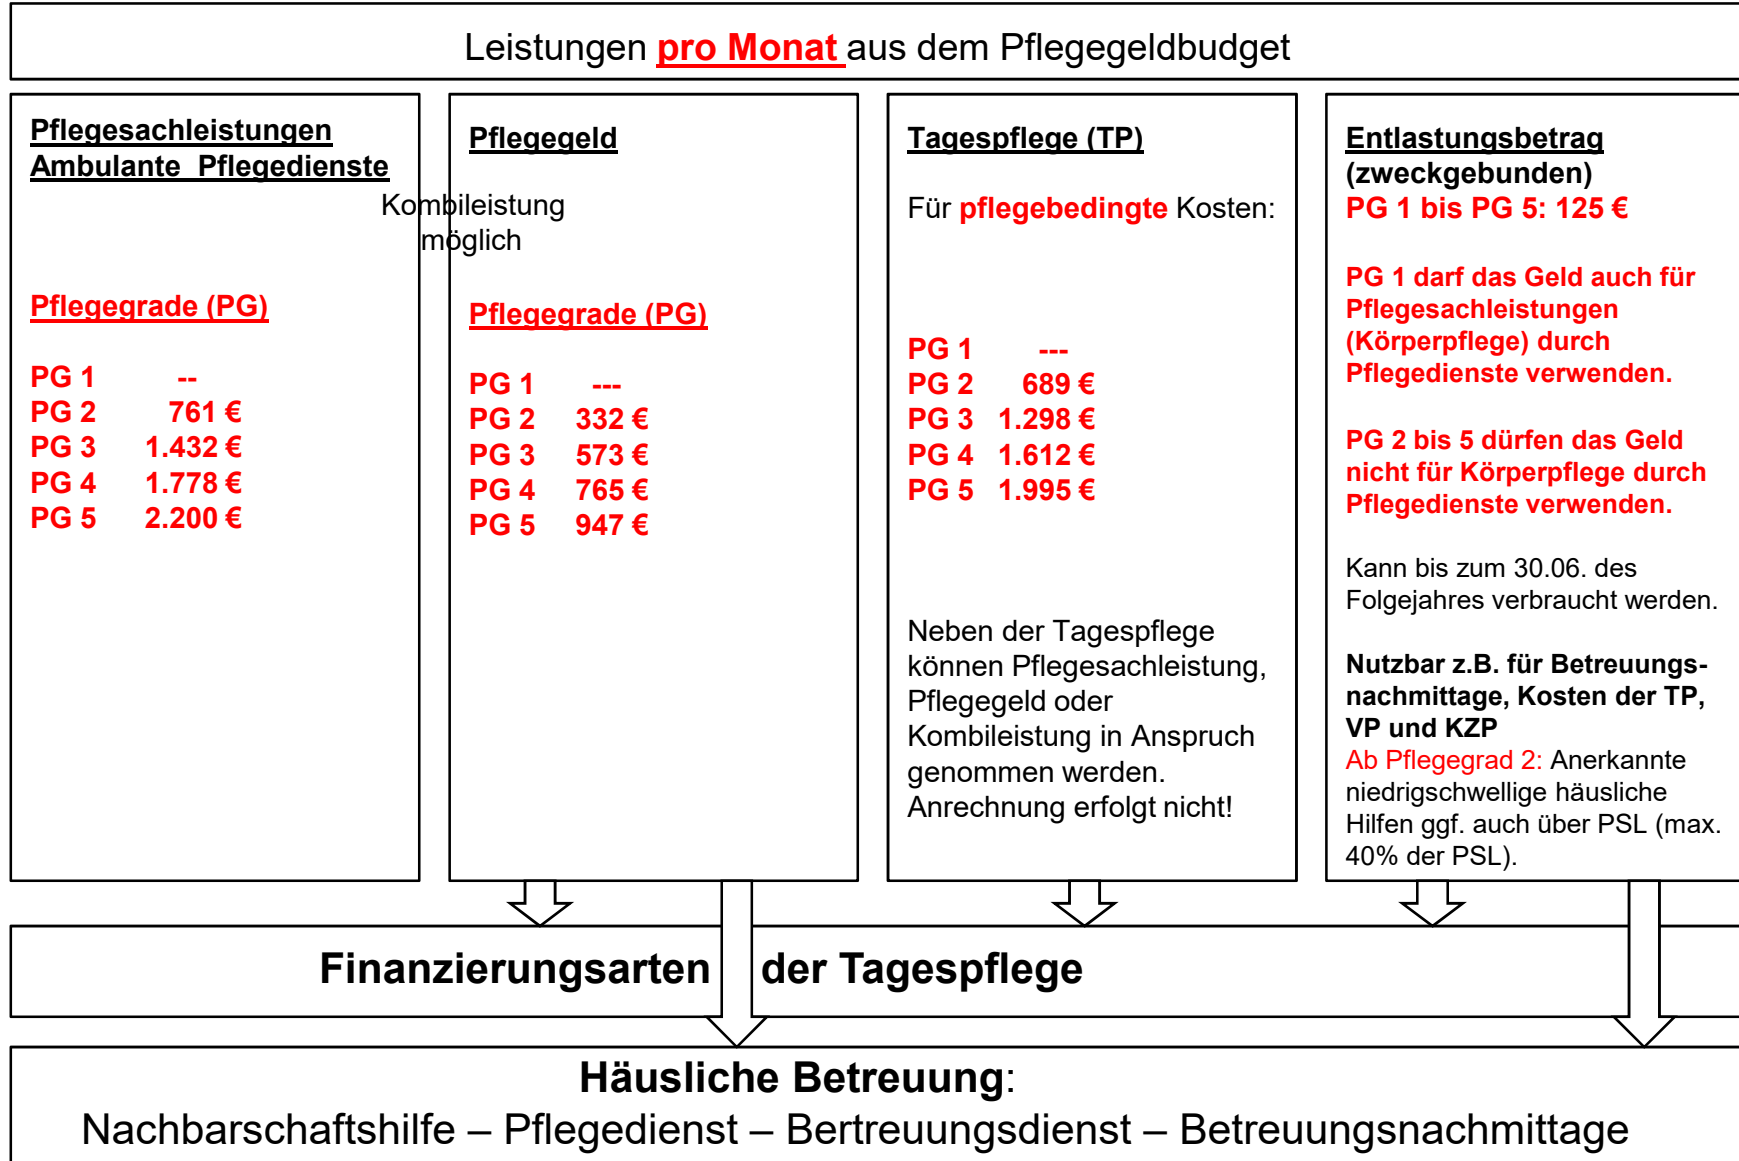 Leistungen pro Monat aus dem Pflegegeldbudget
Pflegesachleistungen
Ambulante Pflegedienste
Kombileistung
möglich
Pflegegrade (PG)
PG 1 --
PG 2 761 €
PG 3 1.432 €
PG 4 1.778 €
PG 5 2.200 €
Pflegegeld
Pflegegrade (PG)
PG 1 ---
PG 2 332 €
PG 3 573 €
PG 4 765 €
PG 5 947 €
Tagespflege (TP)
Für pflegebedingte Kosten:
PG 1 ---
PG 2 689 €
PG 3 1.298 €
PG 4 1.612 €
PG 5 1.995 €
Neben der Tagespflege
können Pflegesachleistung,
Pflegegeld oder
Kombileistung in Anspruch
genommen werden.
Anrechnung erfolgt nicht!
Entlastungsbetrag
(zweckgebunden)
PG 1 bis PG 5: 125 €
PG 1 darf das Geld auch für
Pflegesachleistungen
(Körperpflege) durch
Pflegedienste verwenden.
PG 2 bis 5 dürfen das Geld
nicht für Körperpflege durch
Pflegedienste verwenden.
Kann bis zum 30.06. des
Folgejahres verbraucht werden.
Nutzbar z.B. für Betreuungs-
nachmittage, Kosten der TP,
VP und KZP
Ab Pflegegrad 2: Anerkannte
niedrigschwellige häusliche
Hilfen ggf. auch über PSL (max.
40% der PSL).
Finanzierungsarten der Tagespflege
Häusliche Betreuung:
Nachbarschaftshilfe – Pflegedienst – Bertreuungsdienst – Betreuungsnachmittage